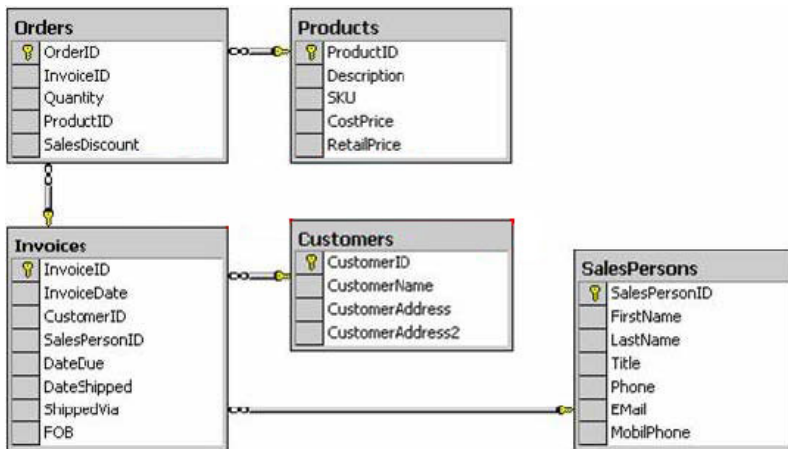 Orders
OrderID
InvoiceID
Quantity
ProductID
SalesDiscount
Products
ProductID
Description
SKU
CostPrice
RetailPrice
Invoices
InvoiceID
InvoiceDate
CustomerID
SalesPersonID
DateDue
DateShipped
ShippedVia
FOB
Customers
CustomerID
CustomerName
CustomerAddress
CustomerAddress2
SalesPersons
SalesPersonID
FirstName
LastName
Title
Phone
EMail
MobilPhone